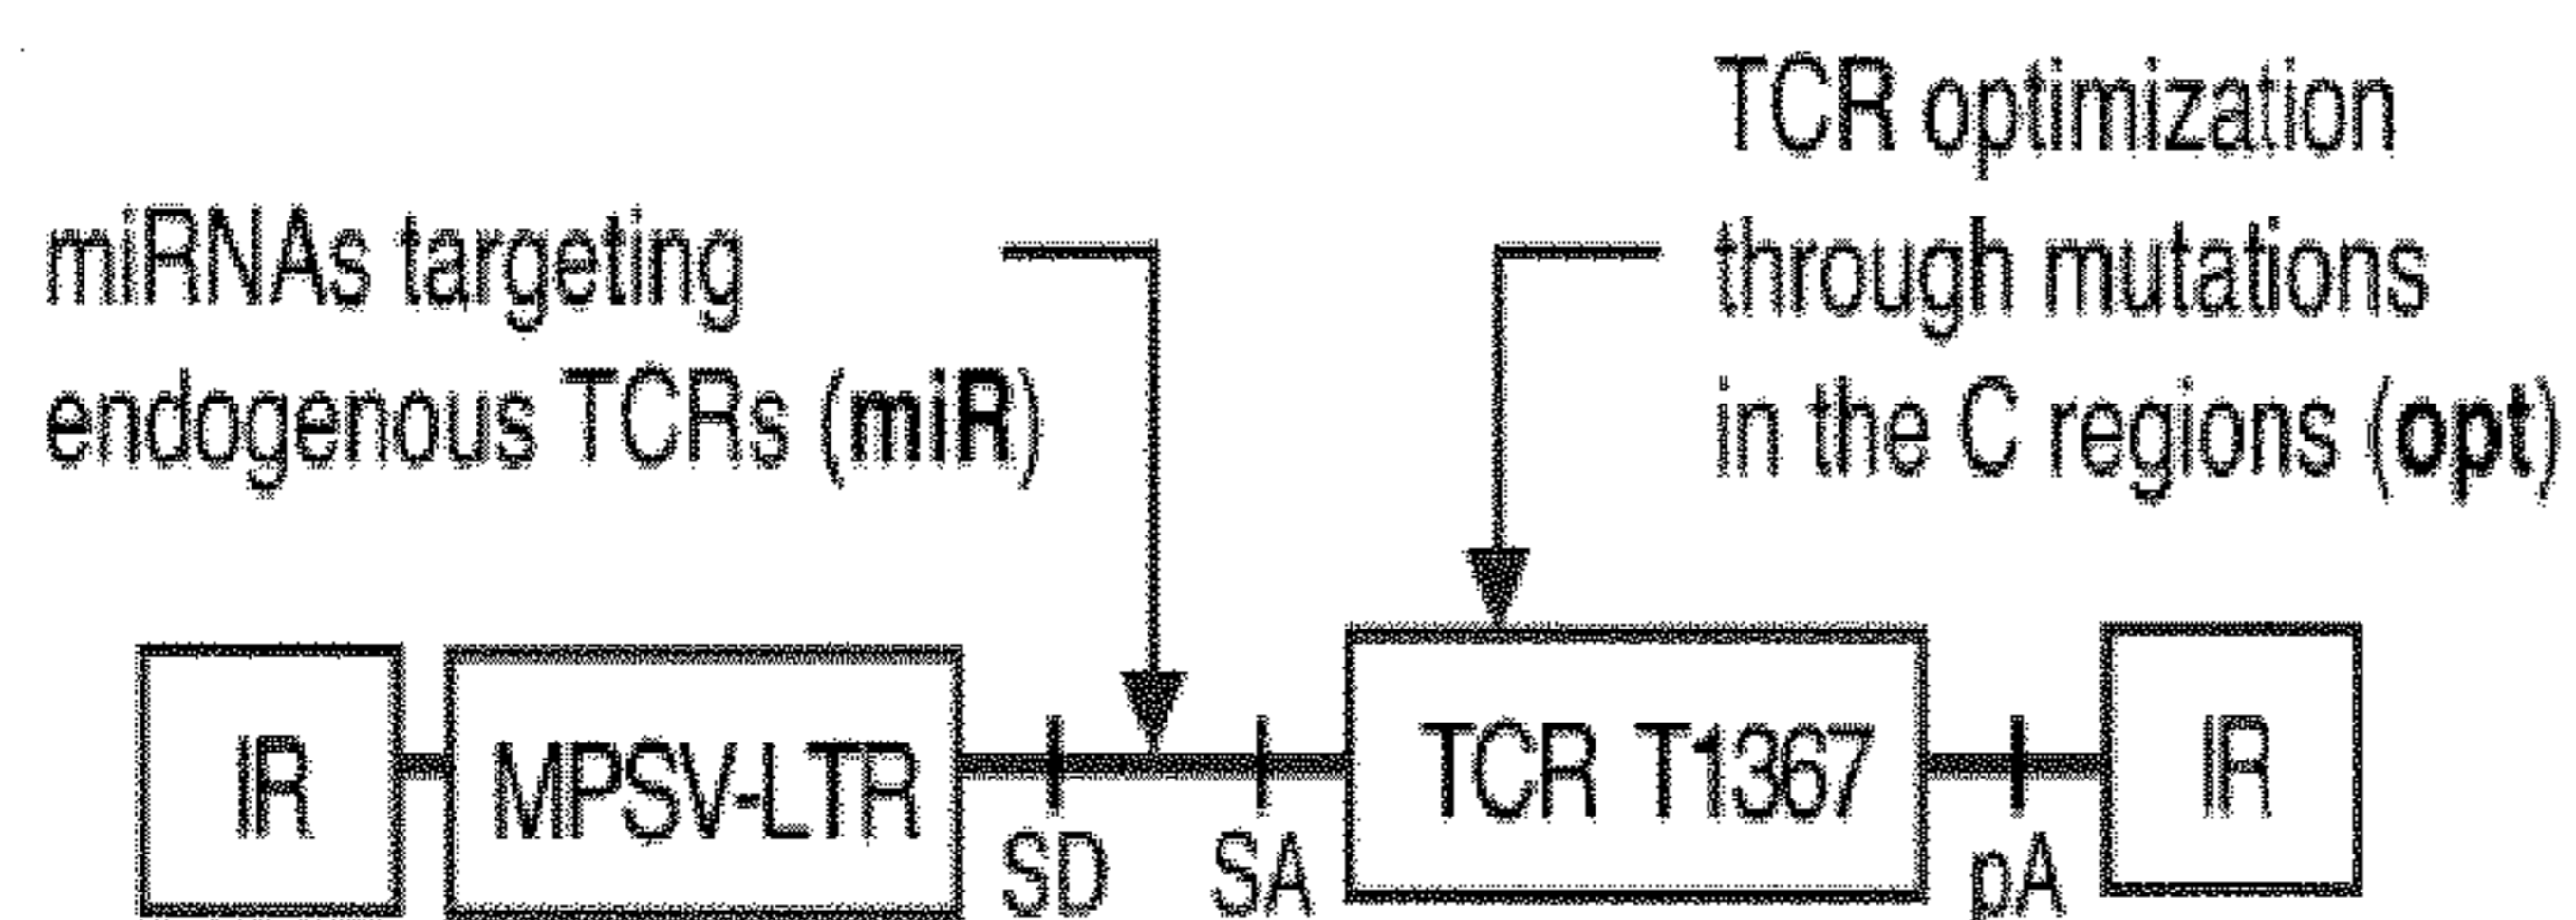 miRNAs targeting
endogenous TCRs (miR)
TCR optimization
through mutations
in the C regions (opt)
IR MPSV-LTR TCR T1367 IR
SD SA pA